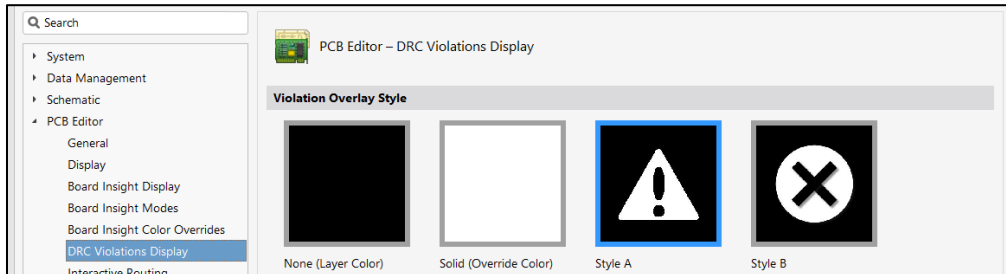 Search
System
Data Management
Schematic
PCB Editor
General
Display
Board Insight Display
Board Insight Modes
Board Insight Color Overrides
DRC Violations Display
Interactive Routing
PCB Editor – DRC Violations Display
Violation Overlay Style
None (Layer Color) Solid (Override Color) Style A Style B